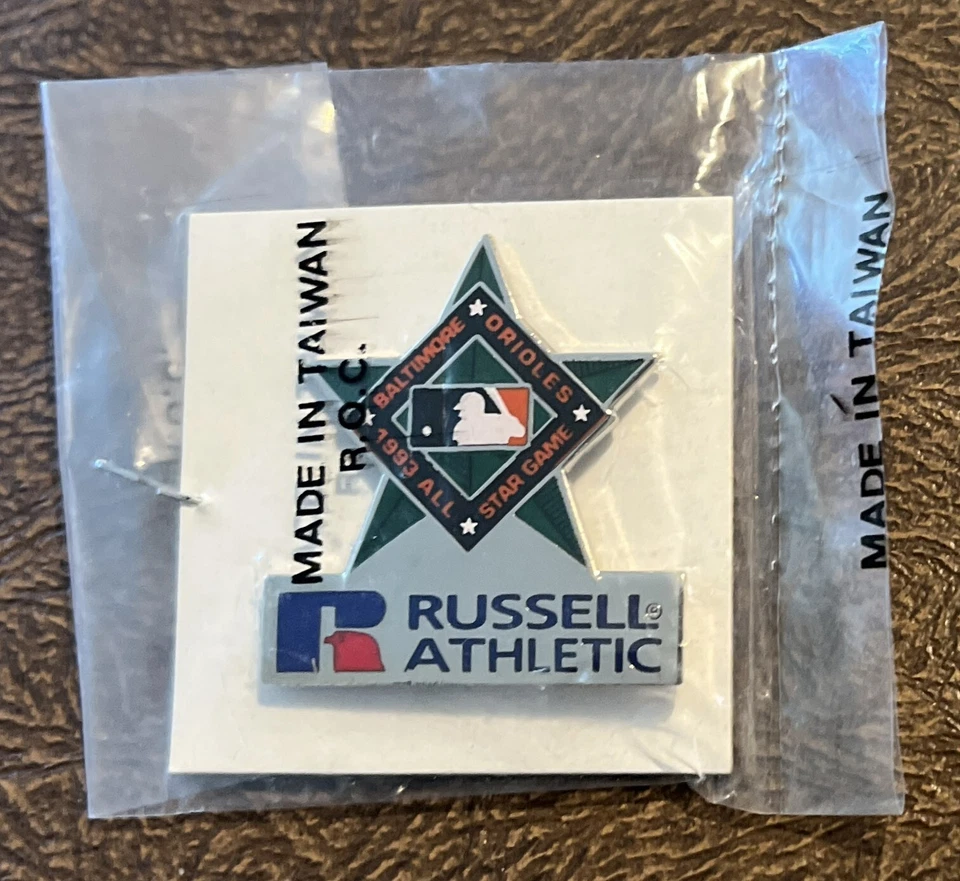 MADE IN TAIWAN
R.O.C.
BALTIMORE
ORIOLES
1993 ALL
STAR GAME
RUSSELL®
ATHLETIC
MADE IN TAIWAN